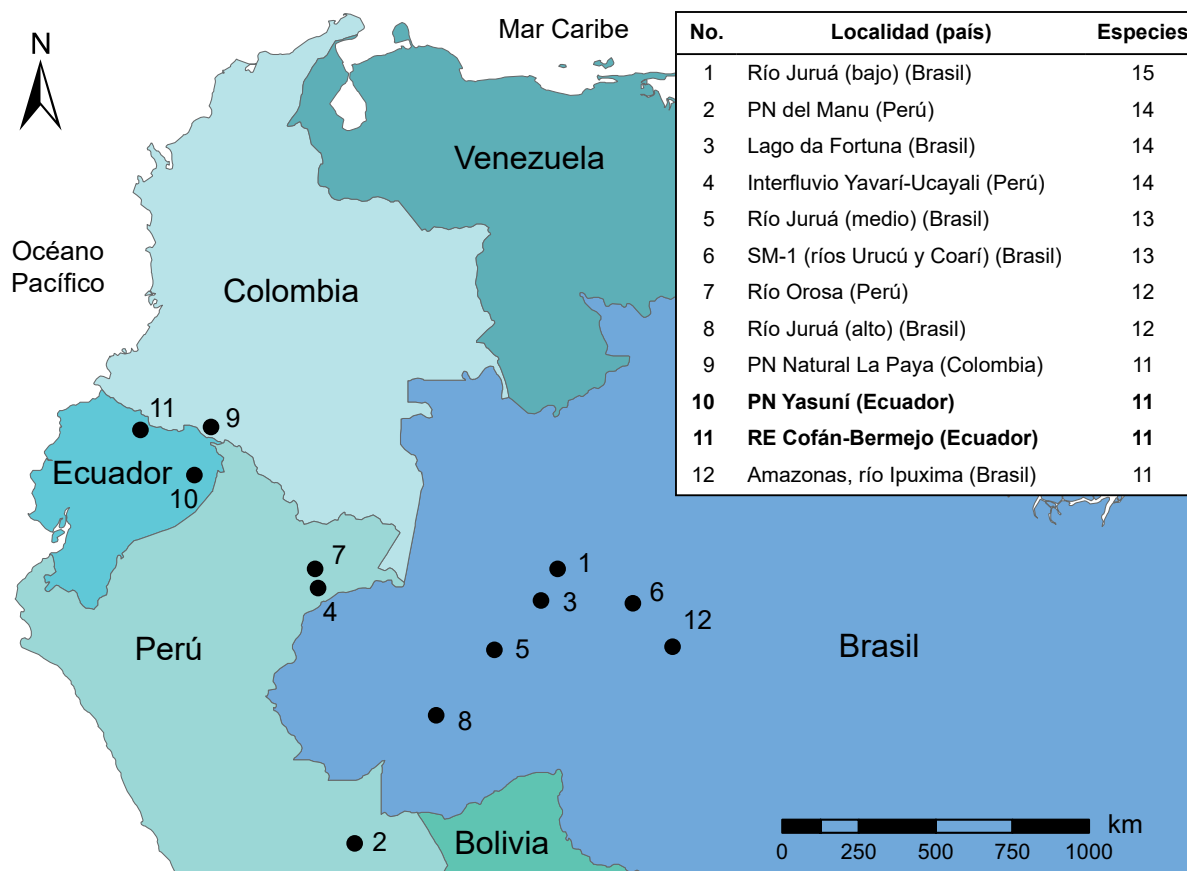 N
Mar Caribe
Venezuela
Océano
Pacífico
Colombia
No. Localidad (país) Especies
1 Río Juruá (bajo) (Brasil) 15
2 PN del Manu (Perú) 14
3 Lago da Fortuna (Brasil) 14
4 Interfluvio Yavarí-Ucayali (Perú) 14
5 Río Juruá (medio) (Brasil) 13
6 SM-1 (ríos Urucú y Coarí) (Brasil) 13
7 Río Orosa (Perú) 12
8 Río Juruá (alto) (Brasil) 12
9 PN Natural La Paya (Colombia) 11
10 PN Yasuní (Ecuador) 11
11 RE Cofán-Bermejo (Ecuador) 11
12 Amazonas, río Ipuxima (Brasil) 11
11
9
Ecuador
10
7
4
1
3
6
12
5
Perú
Brasil
8
2
Bolivia
km
0 250 500 750 1000